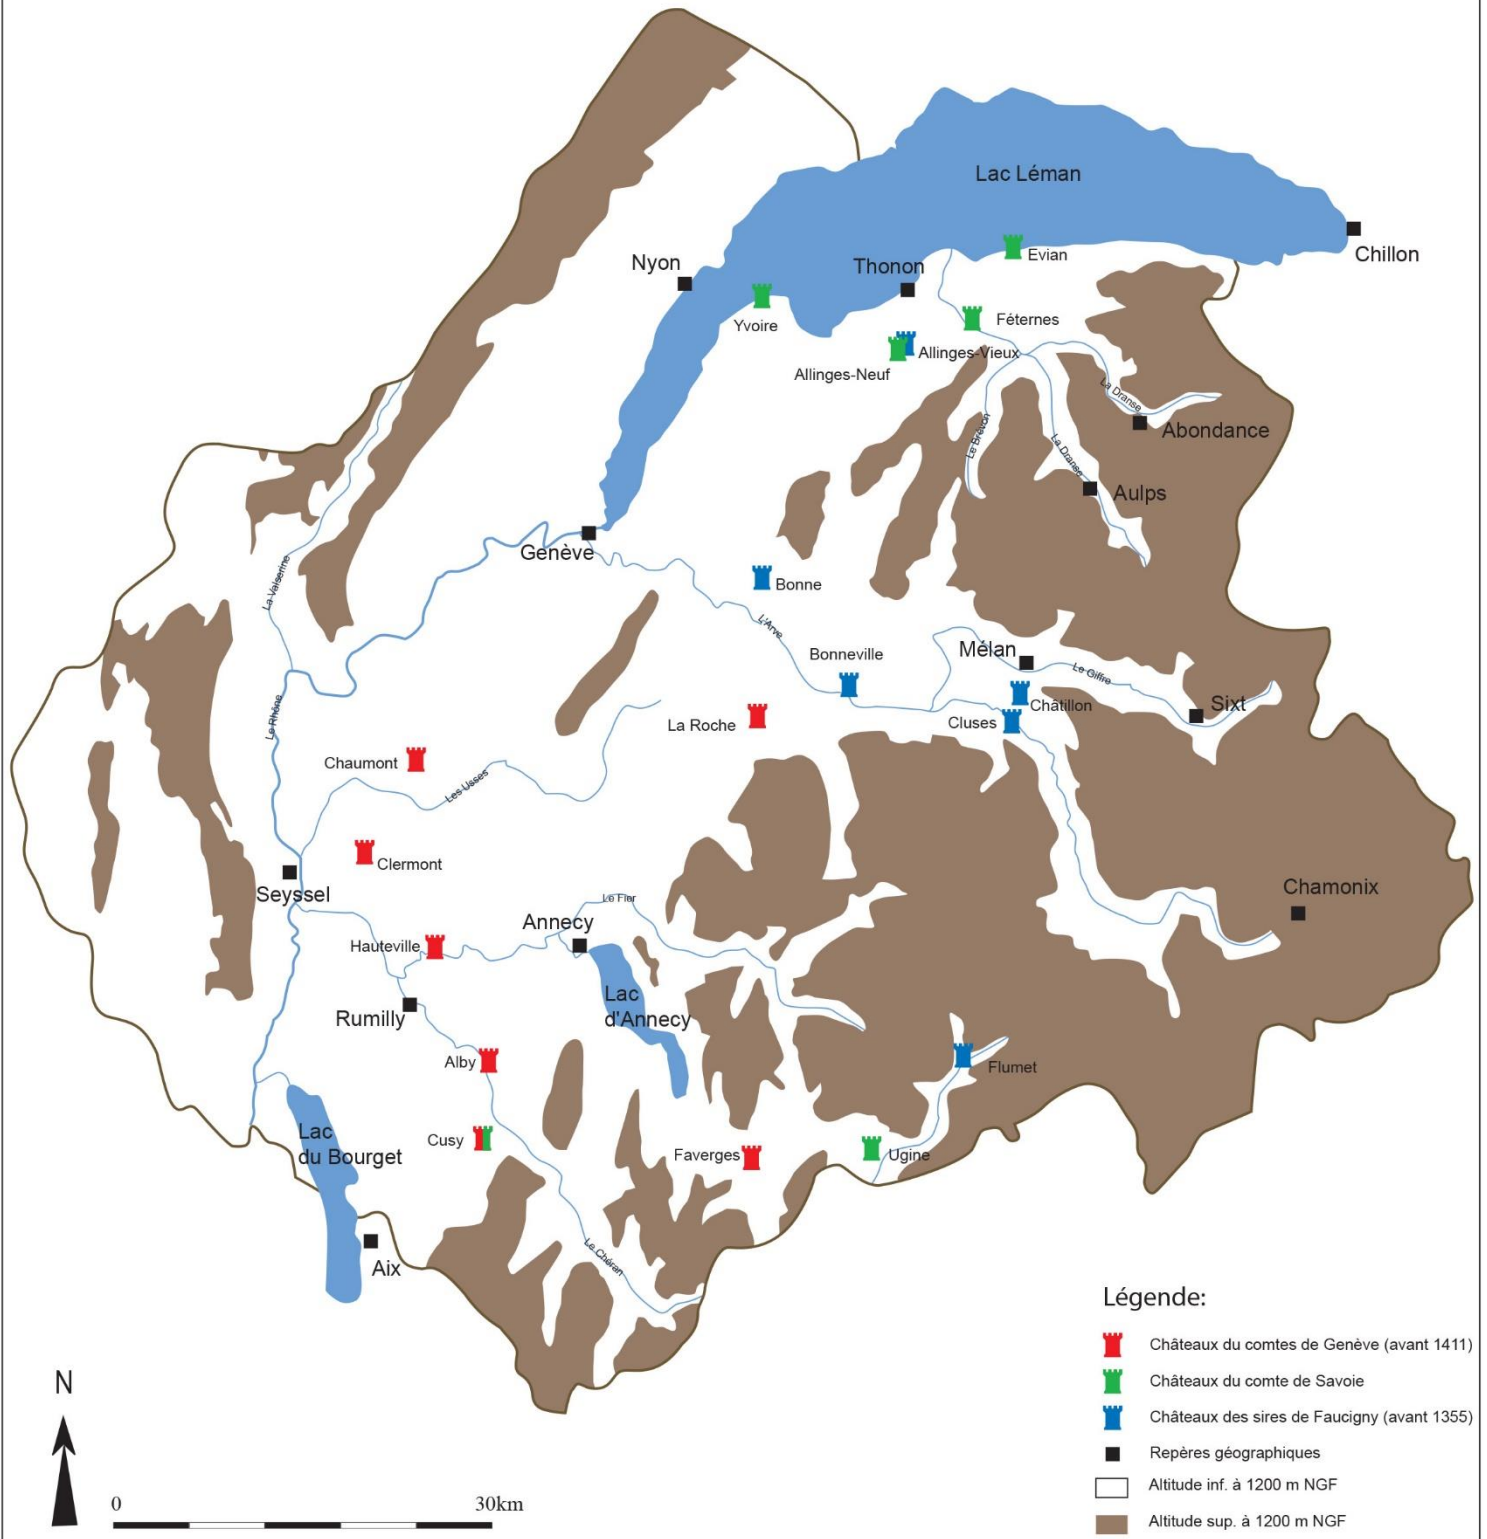 Lac Léman
Chillon
Evian
Nyon
Thonon
Yvoire
Féternes
Allinges-Vieux
Allinges-Neuf
La Dranse
Abondance
Le Brévon
La Dranse
Aulps
Genève
La Valserine
Bonne
L'Arve
Bonneville
Mélan
Le Giffre
Châtillon
Sixt
Cluses
Le Rhône
La Roche
Chaumont
Les Usses
Clermont
Seyssel
Chamonix
Le Fier
Annecy
Hauteville
Lac
d'Annecy
Rumilly
Alby
Flumet
Cusy
Lac
du Bourget
Faverges
Ugine
Aix
Le Chéran
Légende:
Châteaux du comtes de Genève (avant 1411)
Châteaux du comte de Savoie
Châteaux des sires de Faucigny (avant 1355)
Repères géographiques
Altitude inf. à 1200 m NGF
Altitude sup. à 1200 m NGF
N
0 30km